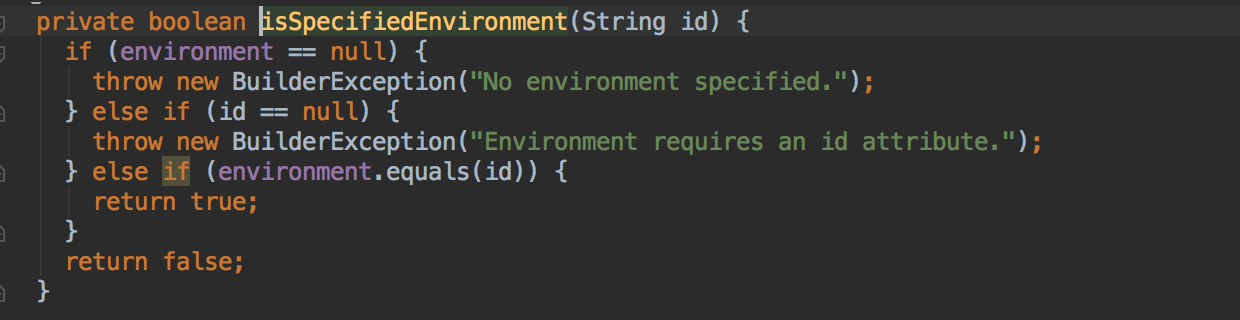 private boolean isSpecifiedEnvironment(String id) {
if (environment == null) {
throw new BuilderException("No environment specified.");
} else if (id == null) {
throw new BuilderException("Environment requires an id attribute.");
} else if (environment.equals(id)) {
return true;
}
return false;
}